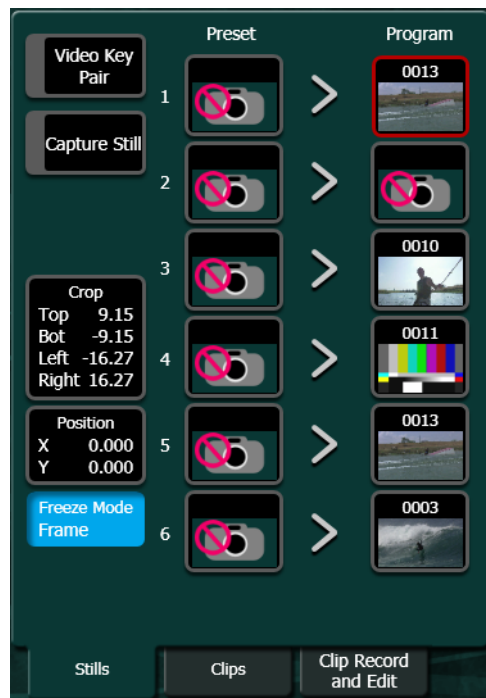 Preset
Program
Video Key
Pair
Capture Still
1
0013
2
3
0010
Crop
Top 9.15
Bot -9.15
Left -16.27
Right 16.27
4
0011
Position
X 0.000
Y 0.000
5
0013
Freeze Mode
Frame
6
0003
Stills
Clips
Clip Record
and Edit